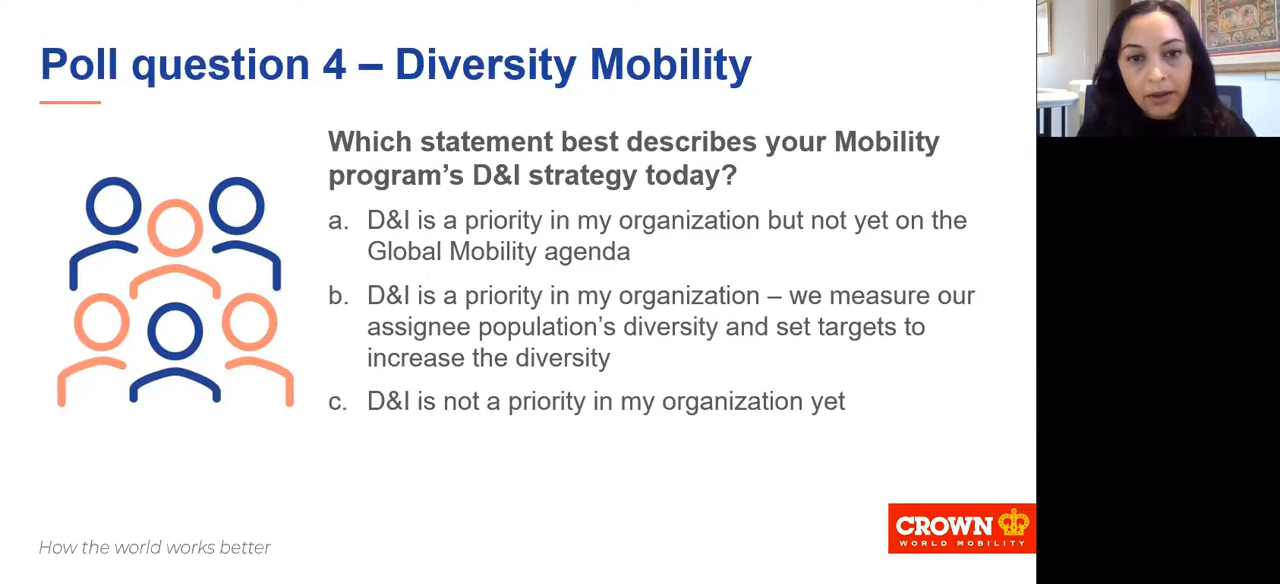 Poll question 4 – Diversity Mobility
Which statement best describes your Mobility
program's D&I strategy today?
a. D&I is a priority in my organization but not yet on the
Global Mobility agenda
b. D&I is a priority in my organization – we measure our
assignee population's diversity and set targets to
increase the diversity
c. D&I is not a priority in my organization yet
How the world works better
CROWN
WORLD MOBILITY